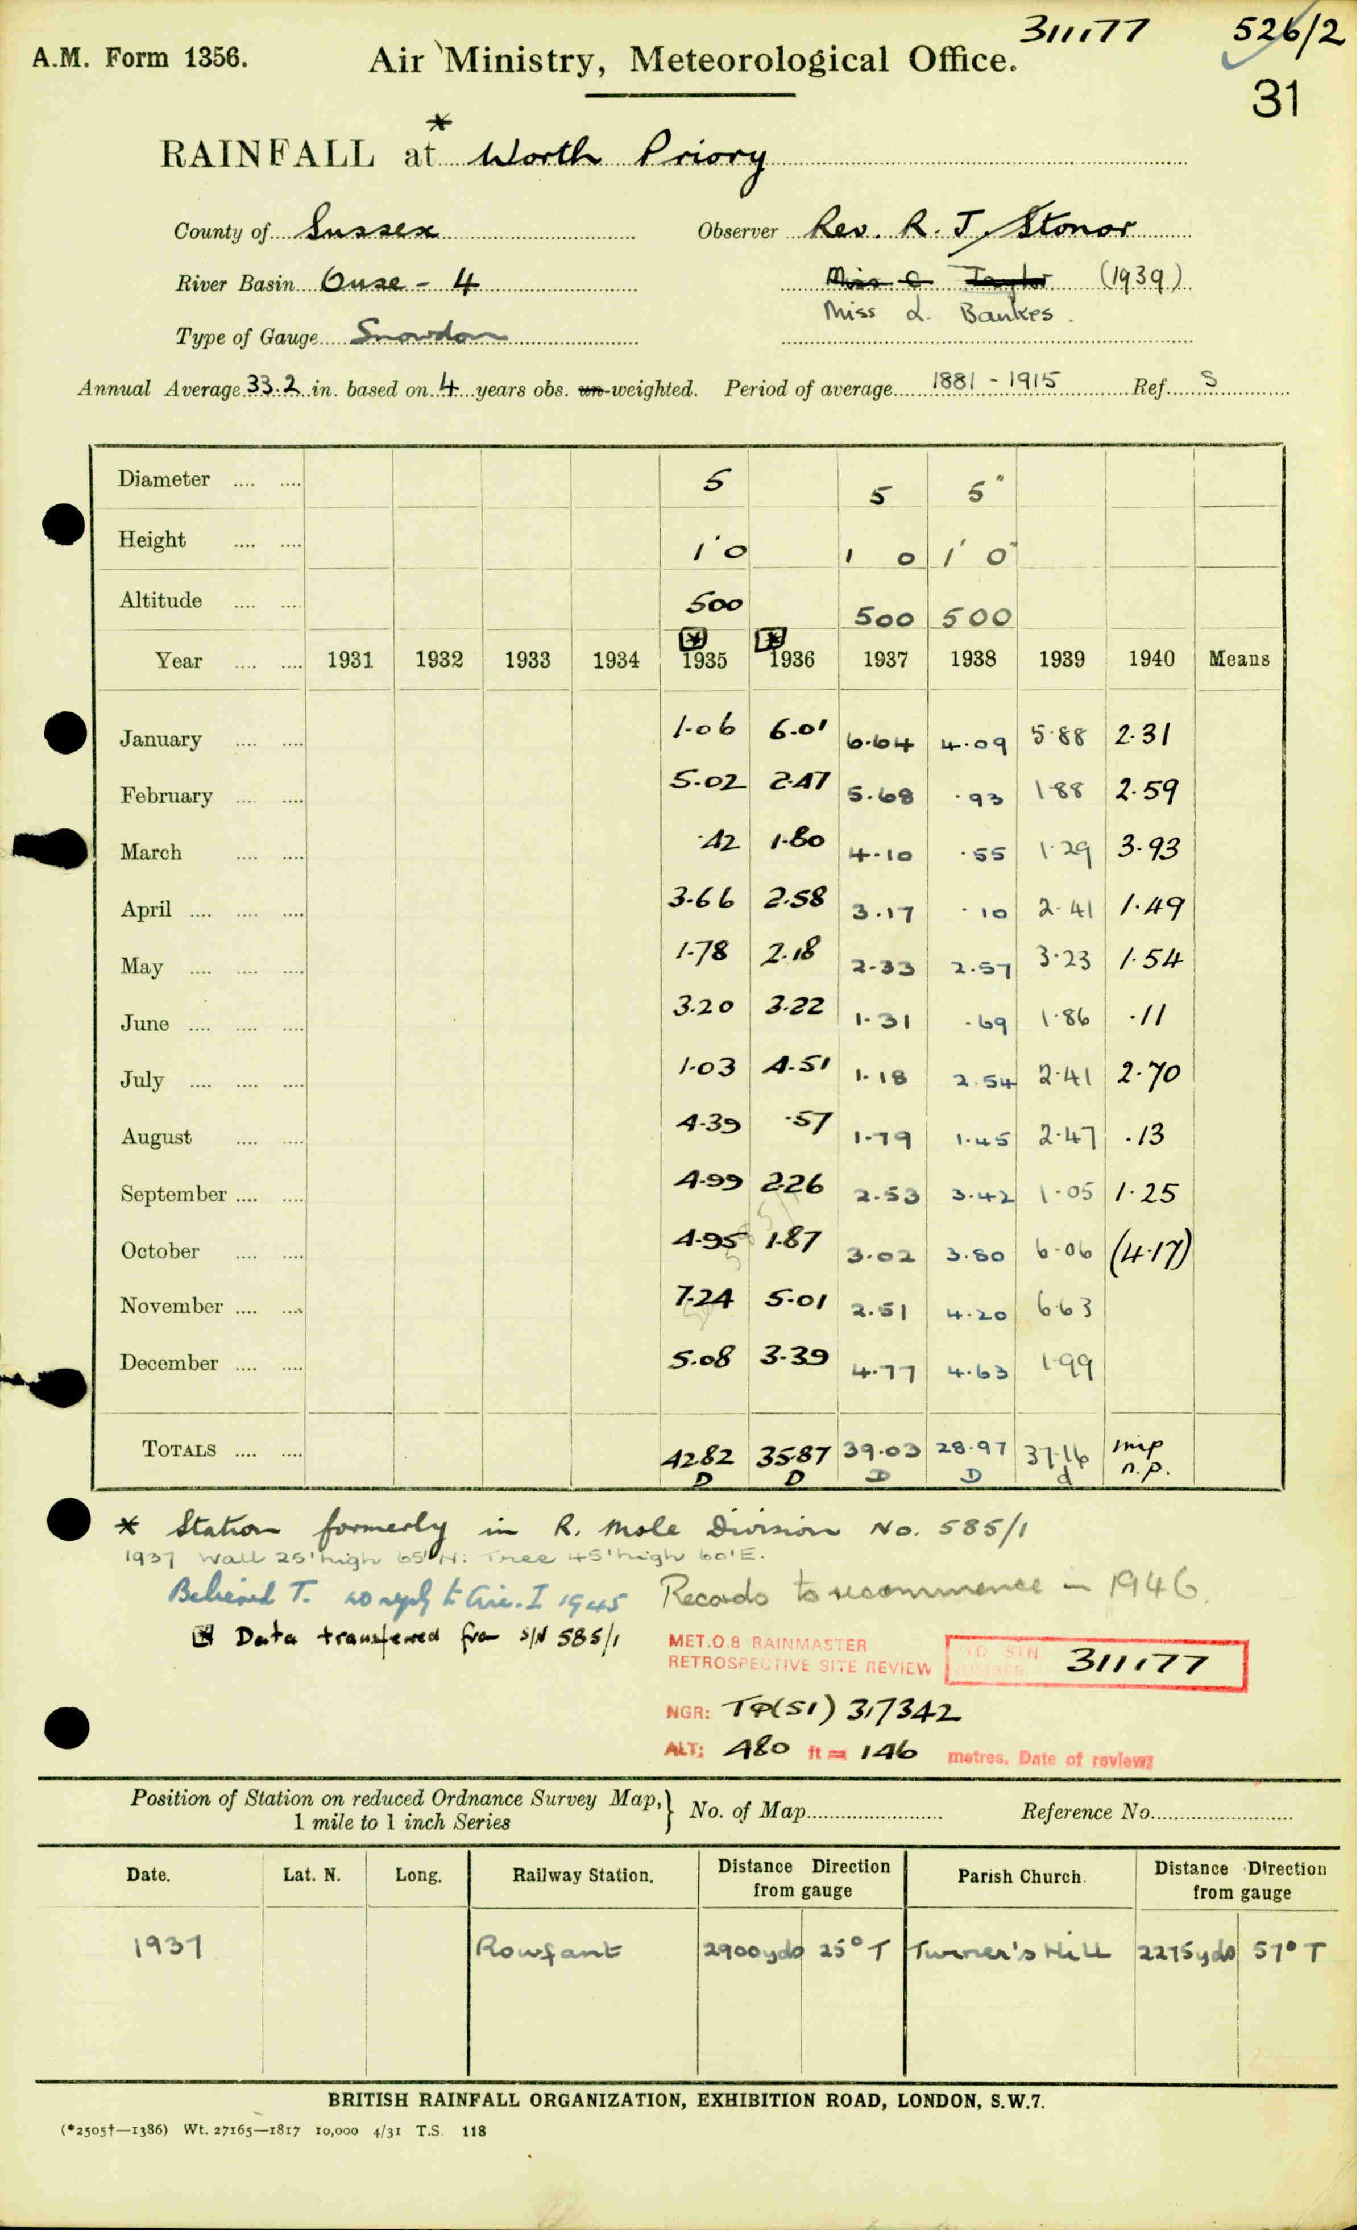 311177 526/2
A.M. Form 1356. Air Ministry, Meteorological Office.
31
*
RAINFALL at Worth Priory
County of Sussex Observer Rev. R. J. Stonor
River Basin Ouse - 4 Miss C Taylor (1939)
Miss L. Bankes.
Type of Gauge Snowdon
Annual Average 33.2 in. based on 4 years obs. un-weighted. Period of average 1881 - 1915 Ref. S
Diameter 5 5 5"
Height 1'0 1 0 1' 0"
Altitude 500 500 500
* *
Year 1931 1932 1933 1934 1935 1936 1937 1938 1939 1940 Means
January 1.06 6.01 6.64 4.09 5.88 2.31
February 5.02 2.47 5.68 .93 1.88 2.59
March .42 1.80 4.10 .55 1.29 3.93
April 3.66 2.58 3.17 .10 2.41 1.49
May 1.78 2.18 2.33 2.57 3.23 1.54
June 3.20 3.22 1.31 .69 1.86 .11
July 1.03 4.51 1.18 2.54 2.41 2.70
August 4.39 .57 1.79 1.45 2.47 .13
September 4.99 2.26 2.53 3.42 1.05 1.25
October 4.95 1.87 3.02 3.80 6.06 (4.17)
November 7.24 5.01 2.51 4.20 6.63
December 5.08 3.39 4.77 4.63 1.99
TOTALS 42.82 35.87 39.03 28.97 37.16 imp
D D D D d n.p.
* Station formerly in R. Mole Division No. 585/1
1937 Wall 25' high 65' N: Tree 45' high 60' E.
Believed T. no reply to Circ. I 1945 Records to recommence in 1946.
* Data transferred from S/N 585/1
MET.O.8 RAINMASTER
RETROSPECTIVE SITE REVIEW STN 311177
NGR: TQ(51) 317342
ALT: 480 ft = 146 metres. Date of review
Position of Station on reduced Ordnance Survey Map, } No. of Map Reference No.
1 mile to 1 inch Series
Date. Lat. N. Long. Railway Station. Distance Direction from gauge Parish Church. Distance Direction from gauge
1937 Rowfant 2900yds 25° T Turner's Hill 2275yds 57° T
BRITISH RAINFALL ORGANIZATION, EXHIBITION ROAD, LONDON, S.W.7.
(*2505†—1386) Wt. 27165—1817 10,000 4/31 T.S. 118